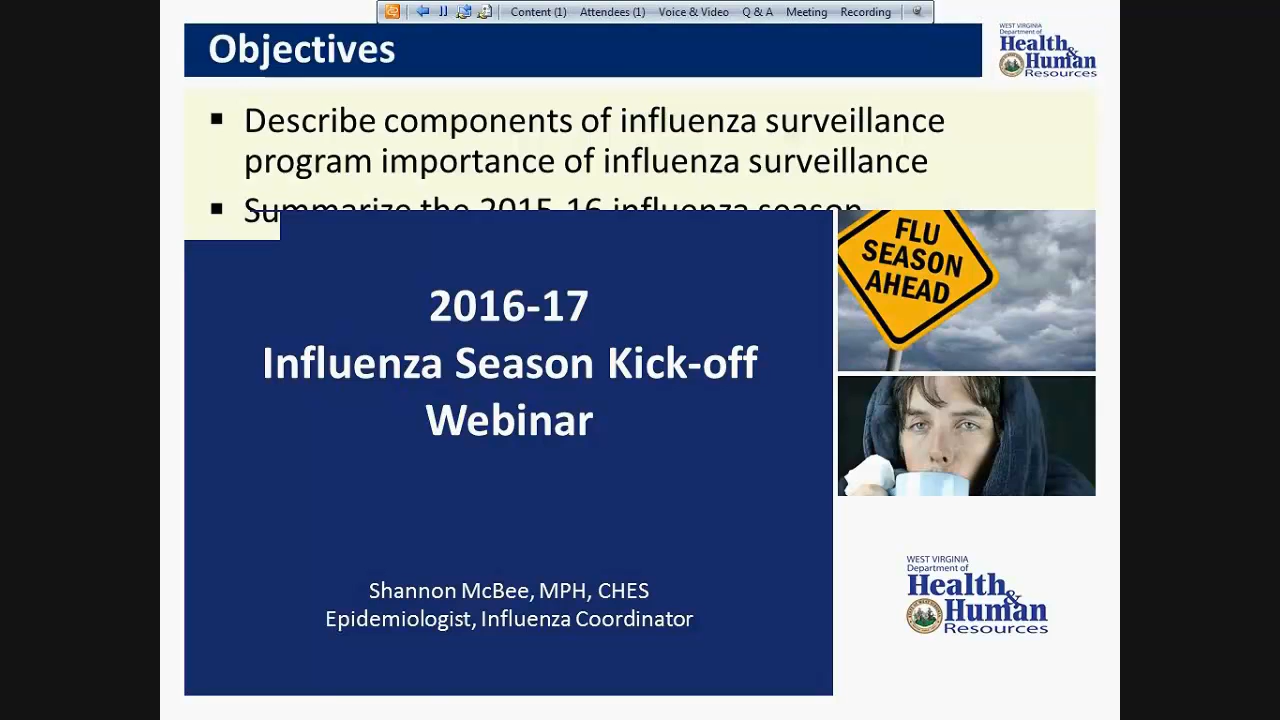 Content (1) Attendees (1) Voice & Video Q & A Meeting Recording
Objectives
WEST VIRGINIA
Department of
Health &
Human
Resources
▪ Describe components of influenza surveillance
program importance of influenza surveillance
▪ Summarize the 2015-16 influenza season
2016-17
Influenza Season Kick-off
Webinar
FLU
SEASON
AHEAD
Shannon McBee, MPH, CHES
Epidemiologist, Influenza Coordinator
WEST VIRGINIA
Department of
Health &
Human
Resources